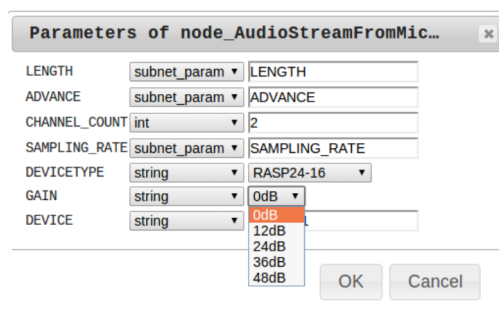 Parameters of node_AudioStreamFromMic…
LENGTH subnet_param LENGTH
ADVANCE subnet_param ADVANCE
CHANNEL_COUNT int 2
SAMPLING_RATE subnet_param SAMPLING_RATE
DEVICETYPE string RASP24-16
GAIN string 0dB
DEVICE string
0dB
12dB
24dB
36dB
48dB
OK Cancel